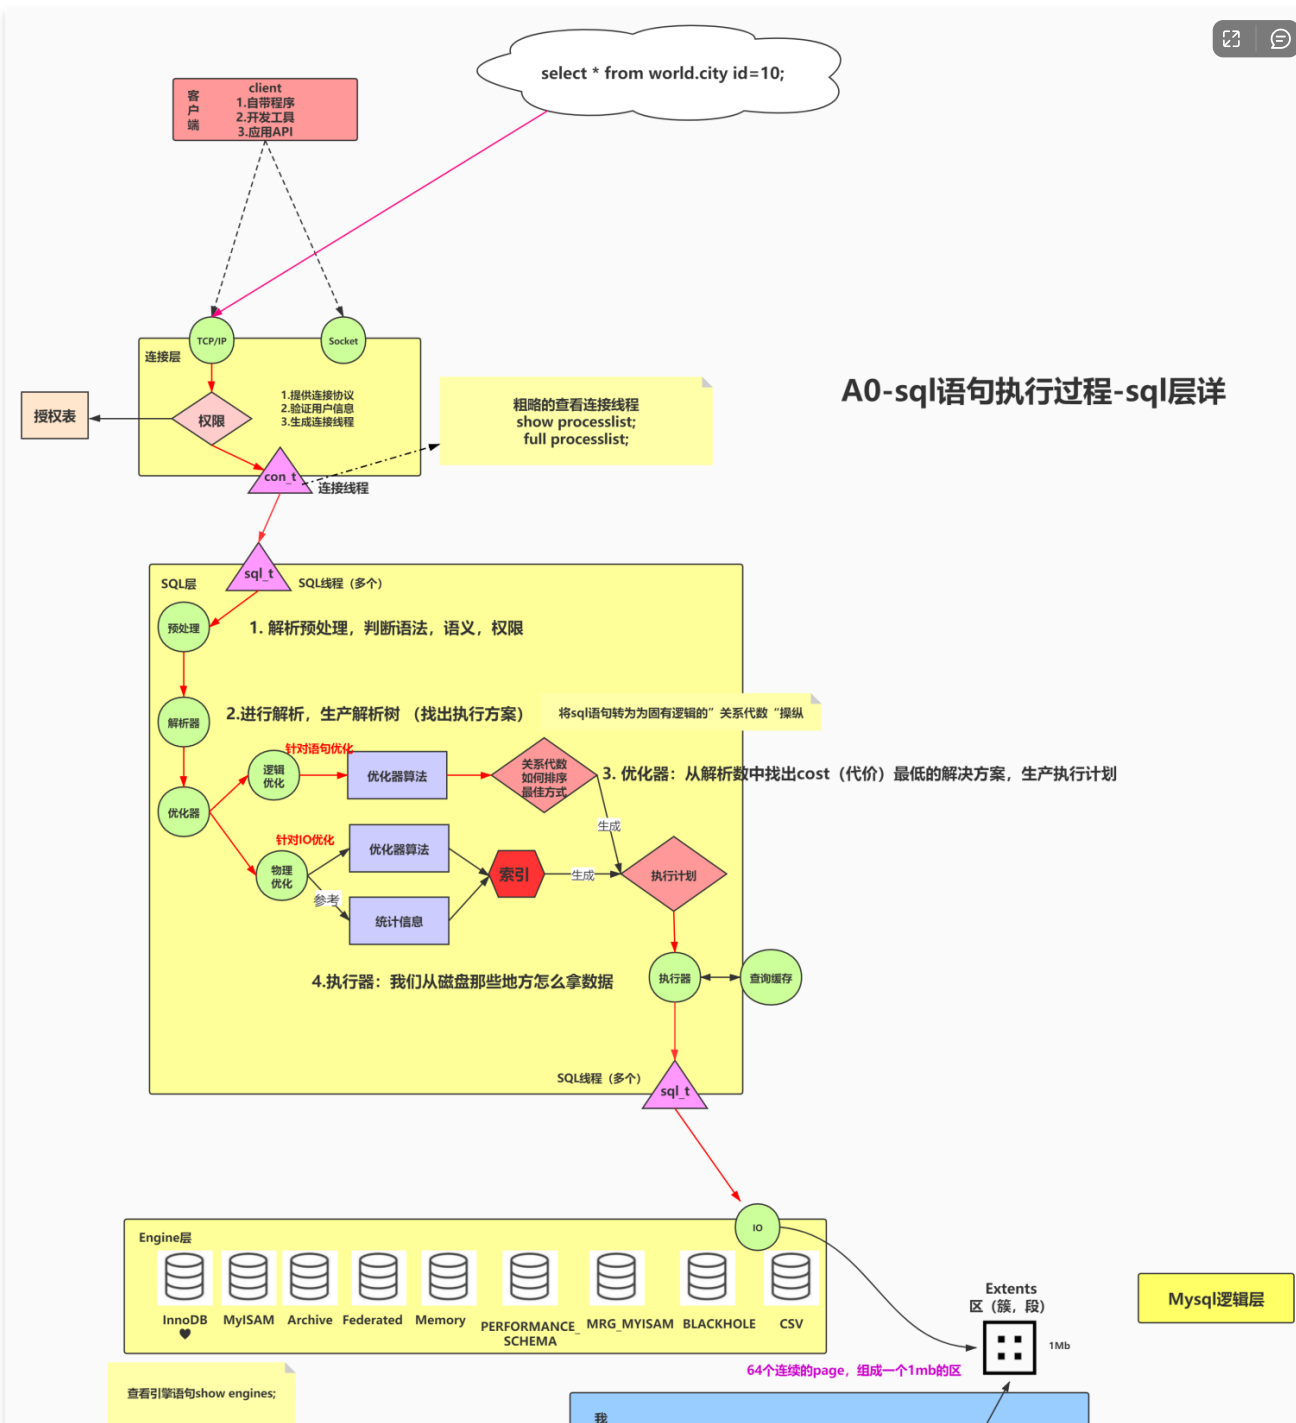 select * from world.city id=10;
客户端
client
1.自带程序
2.开发工具
3.应用API
TCP/IP
Socket
连接层
1.提供连接协议
2.验证用户信息
3.生成连接线程
权限
授权表
粗略的查看连接线程
show processlist;
full processlist;
A0-sql语句执行过程-sql层详
con_t
连接线程
sql_t
SQL层
SQL线程（多个）
预处理
1. 解析预处理，判断语法，语义，权限
解析器
2.进行解析，生产解析树 （找出执行方案）
将sql语句转为为固有逻辑的”关系代数“操纵
针对语句优化
逻辑
优化
优化器算法
关系代数
如何排序
最佳方式
3. 优化器：从解析数中找出cost（代价）最低的解决方案，生产执行计划
优化器
生成
针对IO优化
优化器算法
物理
优化
索引
生成
执行计划
参考
统计信息
4.执行器：我们从磁盘那些地方怎么拿数据
执行器
查询缓存
SQL线程（多个）
sql_t
IO
Engine层
InnoDB
♥
MyISAM
Archive
Federated
Memory
PERFORMANCE_
SCHEMA
MRG_MYISAM
BLACKHOLE
CSV
Extents
区（簇，段）
1Mb
Mysql逻辑层
64个连续的page，组成一个1mb的区
查看引擎语句show engines;
我